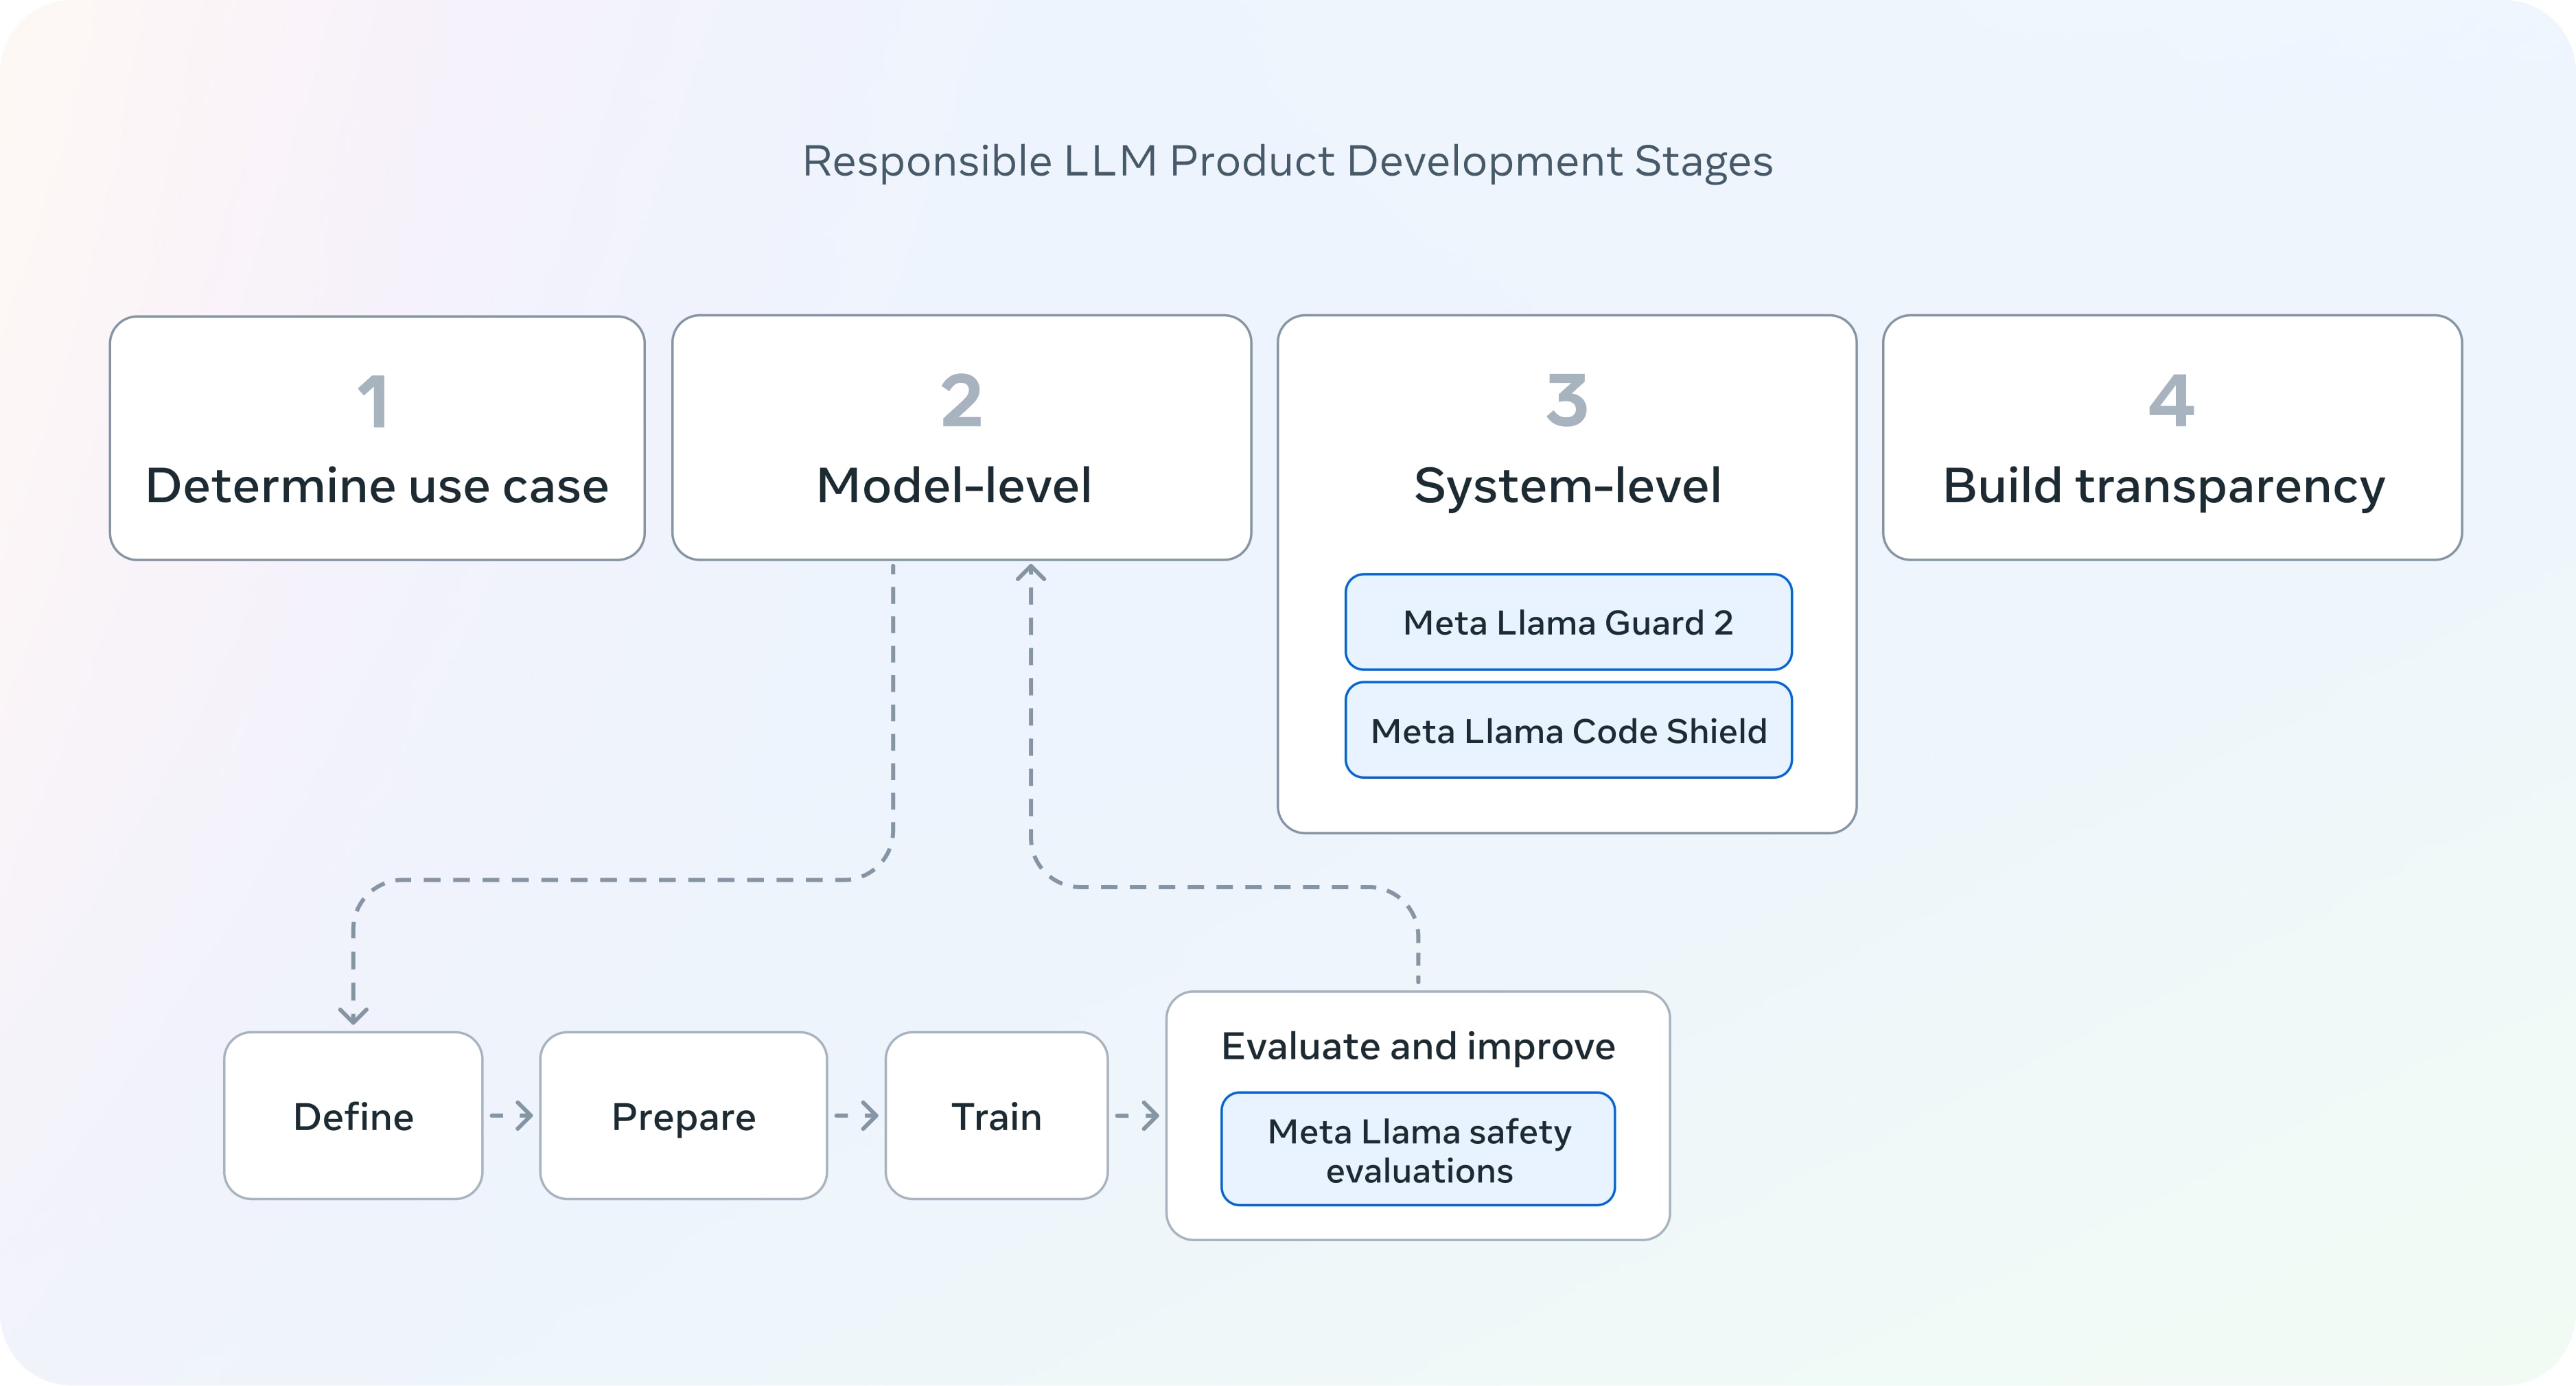 Responsible LLM Product Development Stages
1
Determine use case
2
Model-level
3
System-level
Meta Llama Guard 2
Meta Llama Code Shield
4
Build transparency
Define
Prepare
Train
Evaluate and improve
Meta Llama safety
evaluations